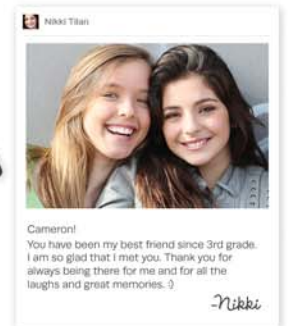 Nikki Titan
Cameron!
You have been my best friend since 3rd grade.
I am so glad that I met you. Thank you for
always being there for me and for all the
laughs and great memories. :)
-Nikki